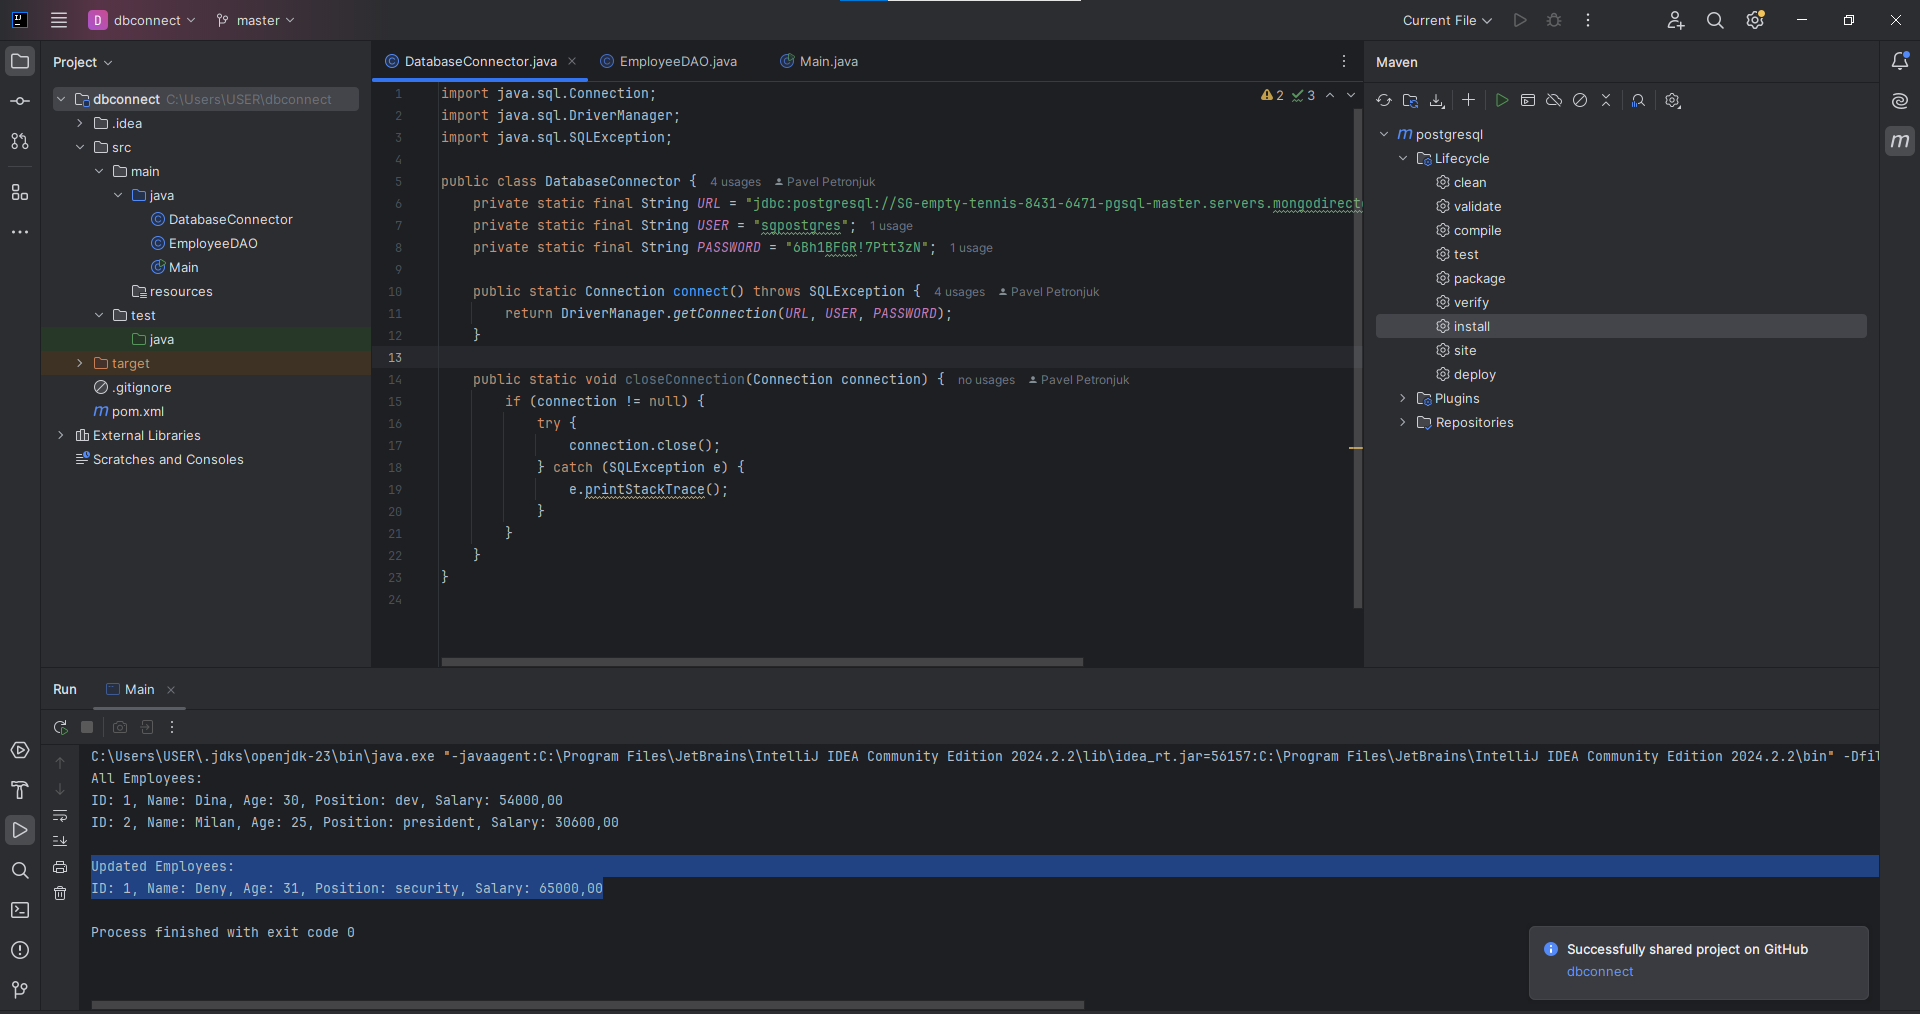 D dbconnect master
Current File
Project
dbconnect C:\Users\USER\dbconnect
.idea
src
main
java
DatabaseConnector
EmployeeDAO
Main
resources
test
java
target
.gitignore
pom.xml
External Libraries
Scratches and Consoles
DatabaseConnector.java EmployeeDAO.java Main.java
2 3
1 import java.sql.Connection;
2 import java.sql.DriverManager;
3 import java.sql.SQLException;
4
5 public class DatabaseConnector { 4 usages Pavel Petronjuk
6 private static final String URL = "jdbc:postgresql://SG-empty-tennis-8431-6471-pgsql-master.servers.mongodirect
7 private static final String USER = "sgpostgres"; 1 usage
8 private static final String PASSWORD = "6Bh1BFGR!7Ptt3zN"; 1 usage
9
10 public static Connection connect() throws SQLException { 4 usages Pavel Petronjuk
11 return DriverManager.getConnection(URL, USER, PASSWORD);
12 }
13
14 public static void closeConnection(Connection connection) { no usages Pavel Petronjuk
15 if (connection != null) {
16 try {
17 connection.close();
18 } catch (SQLException e) {
19 e.printStackTrace();
20 }
21 }
22 }
23 }
24
Maven
m postgresql
Lifecycle
clean
validate
compile
test
package
verify
install
site
deploy
Plugins
Repositories
Run Main
C:\Users\USER\.jdks\openjdk-23\bin\java.exe "-javaagent:C:\Program Files\JetBrains\IntelliJ IDEA Community Edition 2024.2.2\lib\idea_rt.jar=56157:C:\Program Files\JetBrains\IntelliJ IDEA Community Edition 2024.2.2\bin" -Dfil
All Employees:
ID: 1, Name: Dina, Age: 30, Position: dev, Salary: 54000,00
ID: 2, Name: Milan, Age: 25, Position: president, Salary: 30600,00
Updated Employees:
ID: 1, Name: Deny, Age: 31, Position: security, Salary: 65000,00
Process finished with exit code 0
Successfully shared project on GitHub
dbconnect